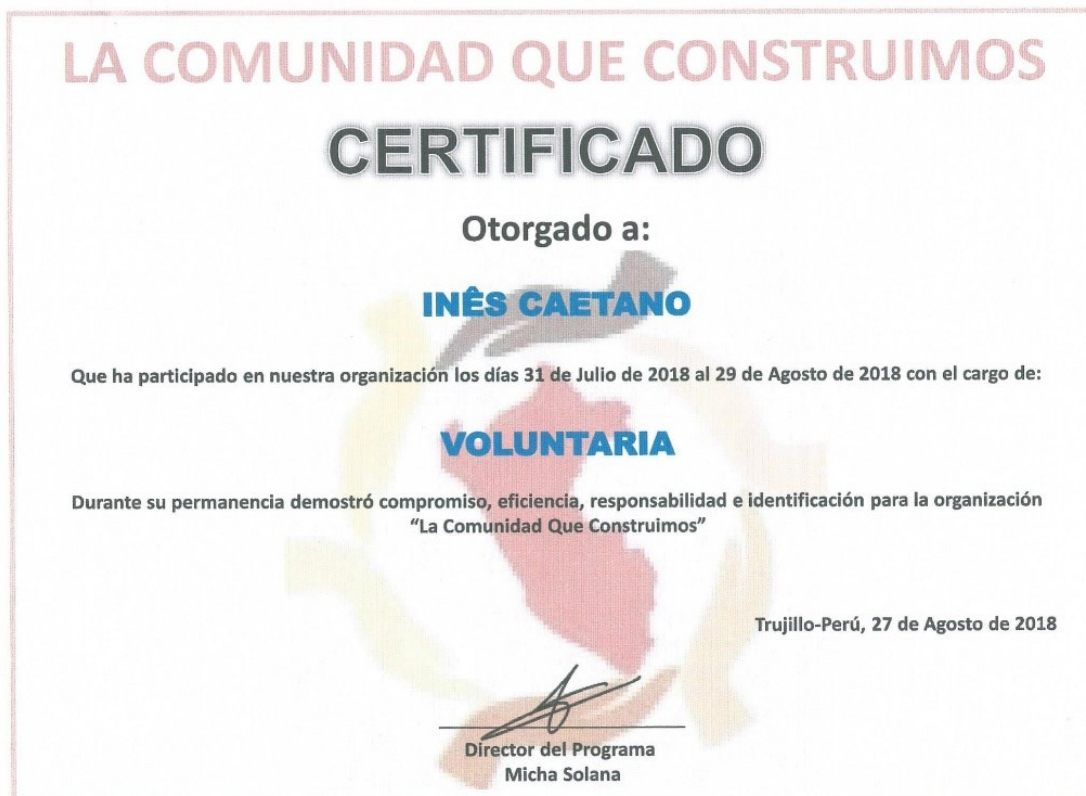 LA COMUNIDAD QUE CONSTRUIMOS
CERTIFICADO
Otorgado a:
INÊS CAETANO
Que ha participado en nuestra organización los días 31 de Julio de 2018 al 29 de Agosto de 2018 con el cargo de:
VOLUNTARIA
Durante su permanencia demostró compromiso, eficiencia, responsabilidad e identificación para la organización
“La Comunidad Que Construimos”
Trujillo-Perú, 27 de Agosto de 2018
Director del Programa
Micha Solana